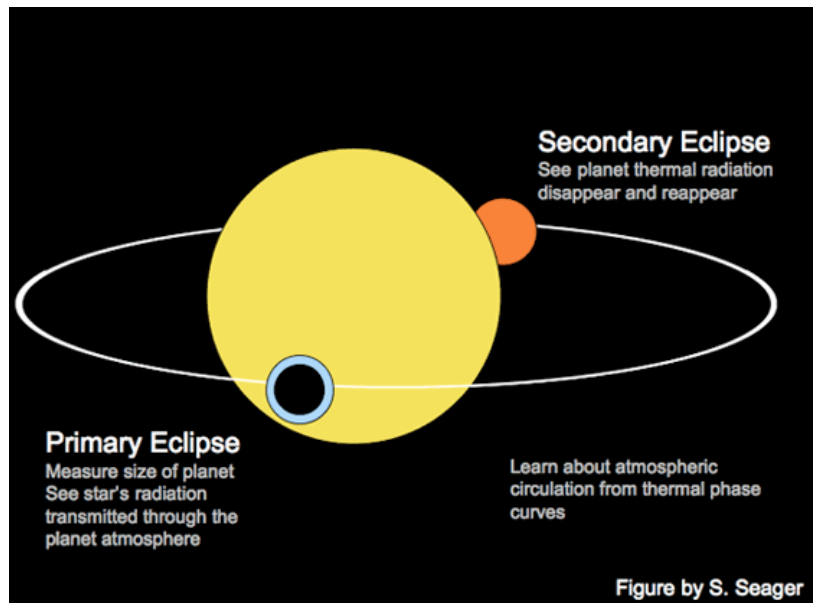 Secondary Eclipse
See planet thermal radiation
disappear and reappear
Primary Eclipse
Measure size of planet
See star's radiation
transmitted through the
planet atmosphere
Learn about atmospheric
circulation from thermal phase
curves
Figure by S. Seager